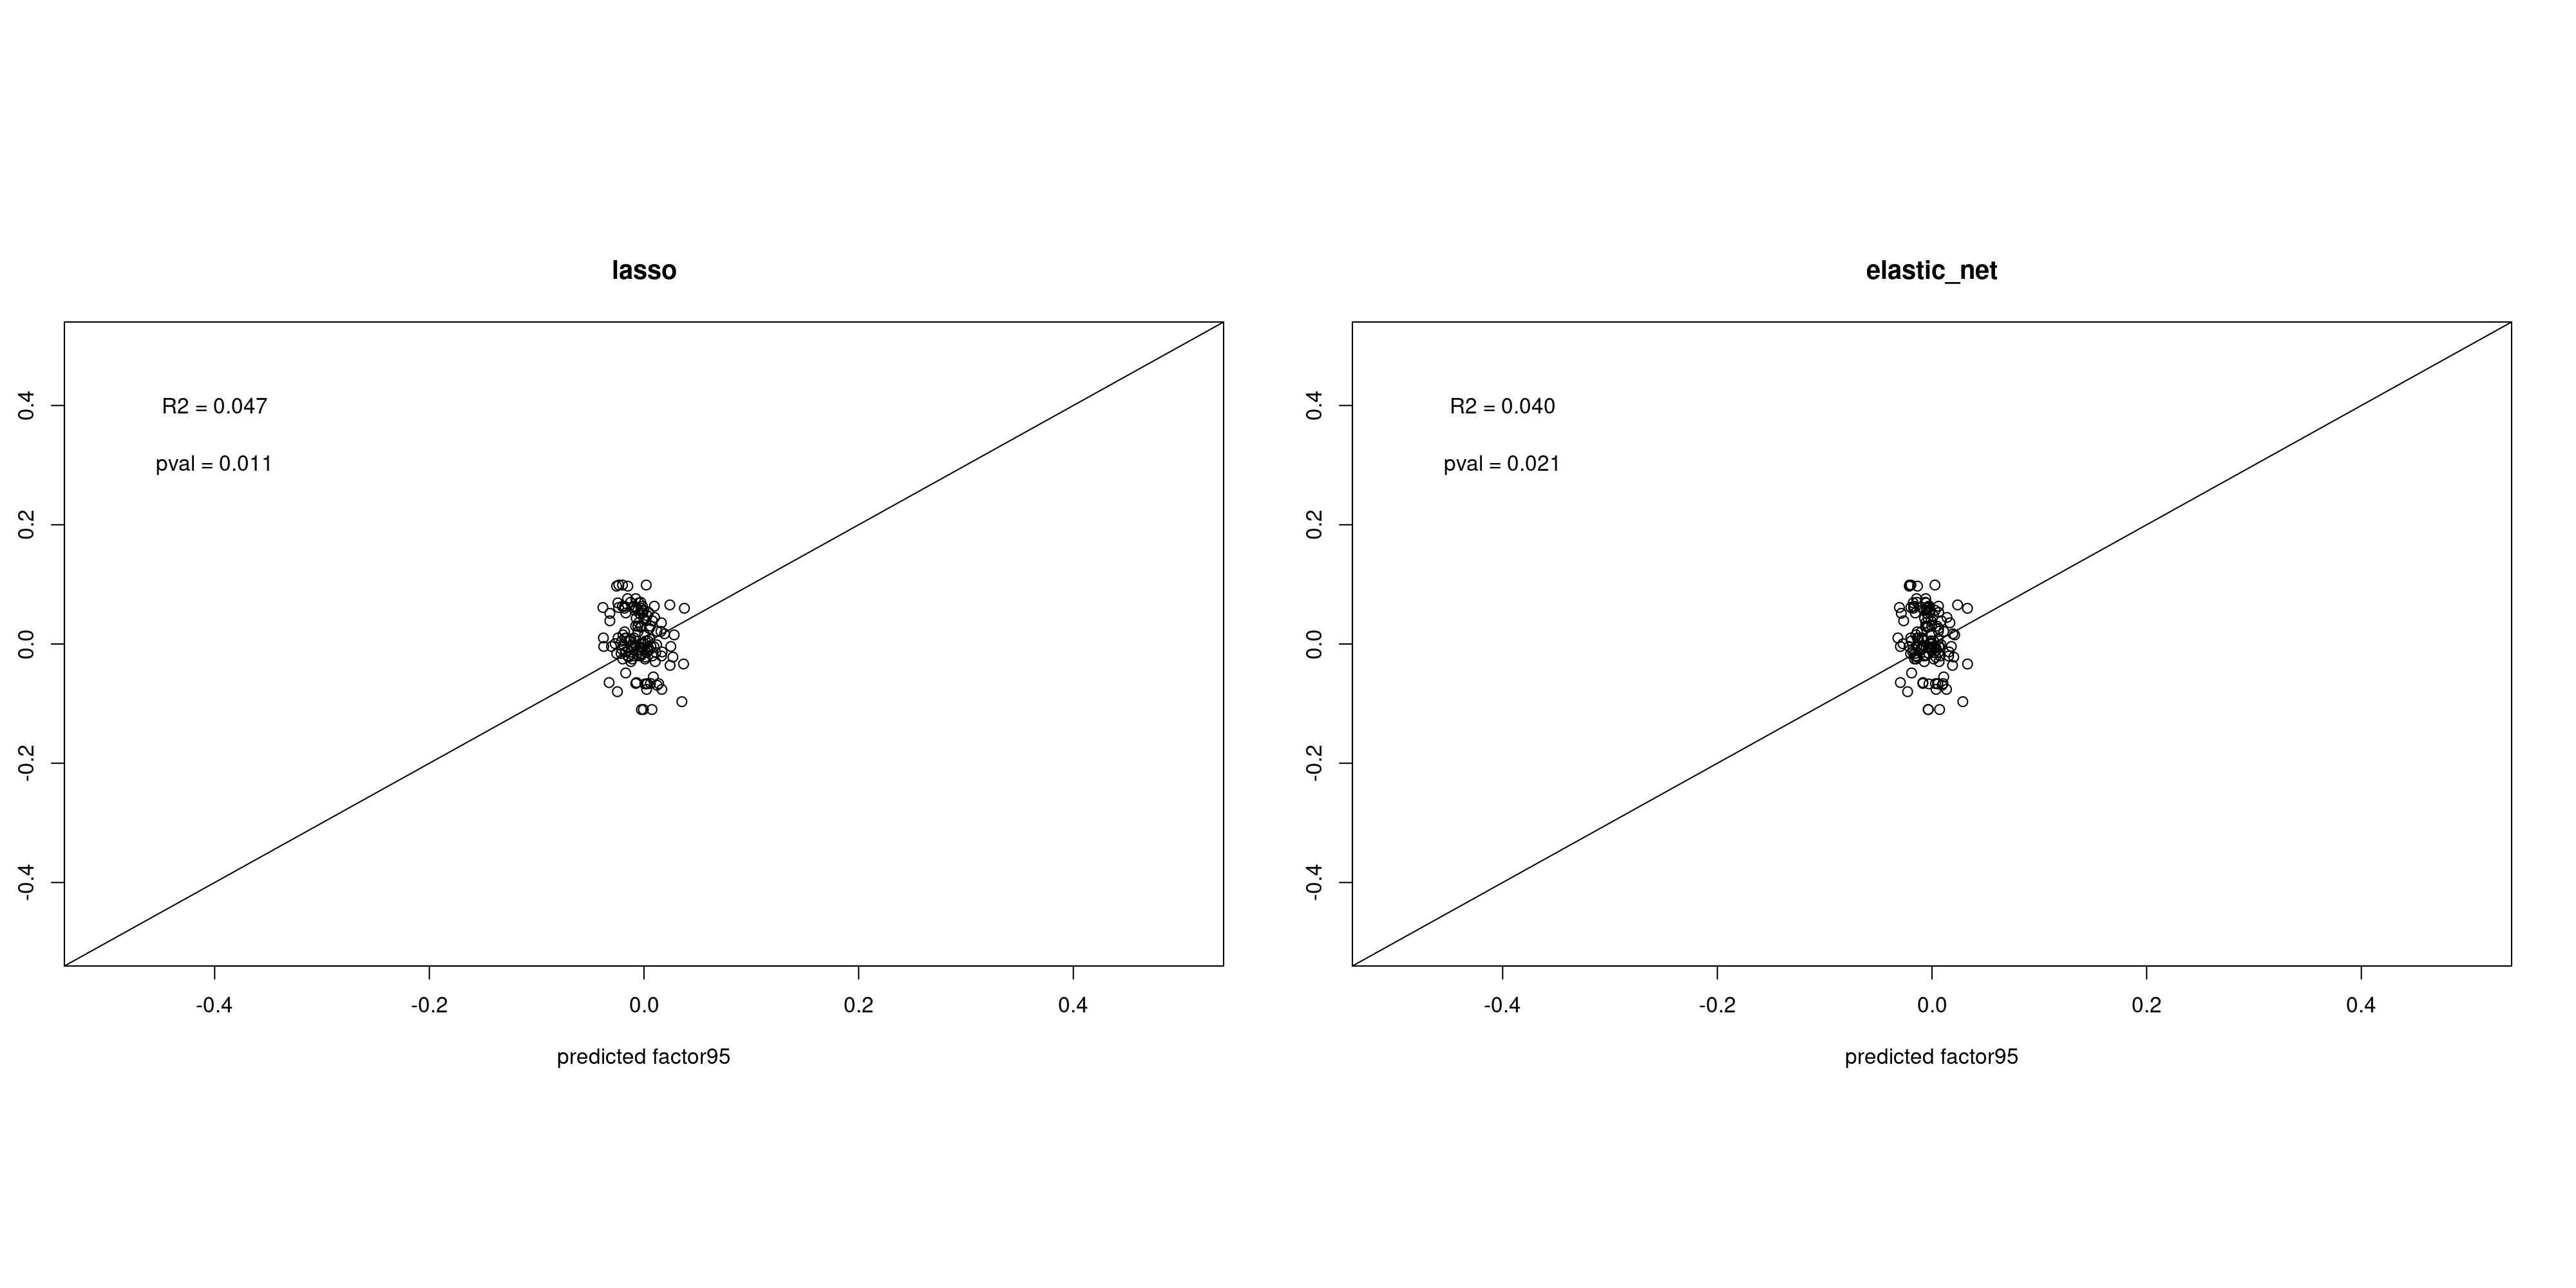 lasso
R2 = 0.047
pval = 0.011
0.4
0.2
0.0
-0.2
-0.4
-0.4 -0.2 0.0 0.2 0.4
predicted factor95
elastic_net
R2 = 0.040
pval = 0.021
0.4
0.2
0.0
-0.2
-0.4
-0.4 -0.2 0.0 0.2 0.4
predicted factor95